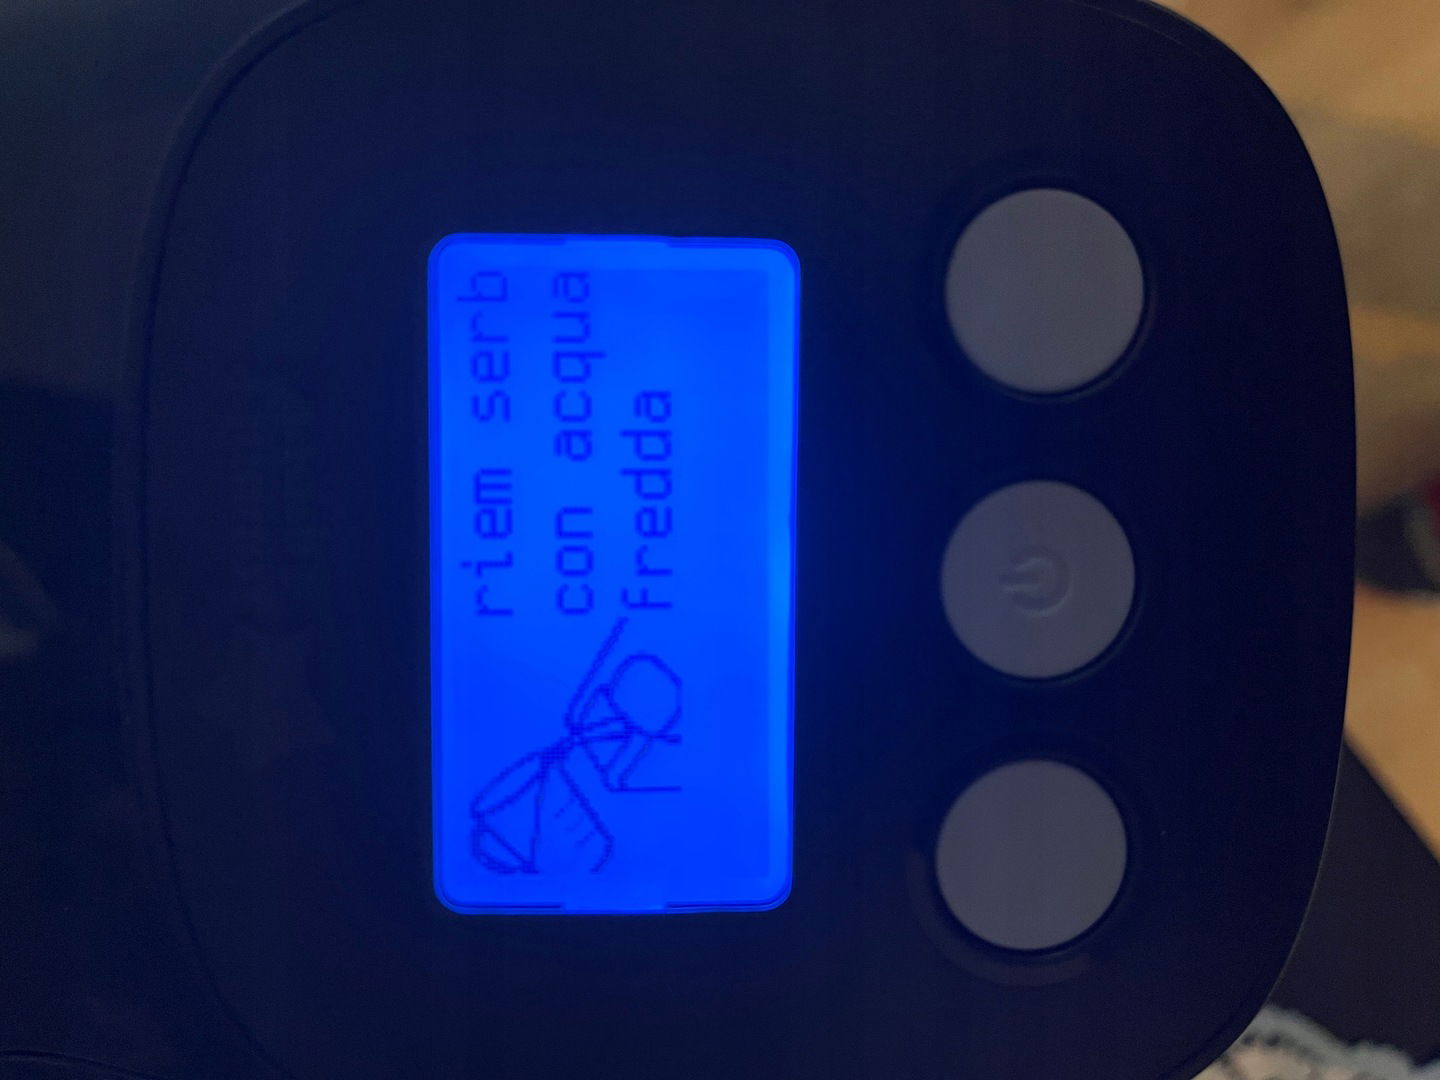 riem serb
con acqua
fredda